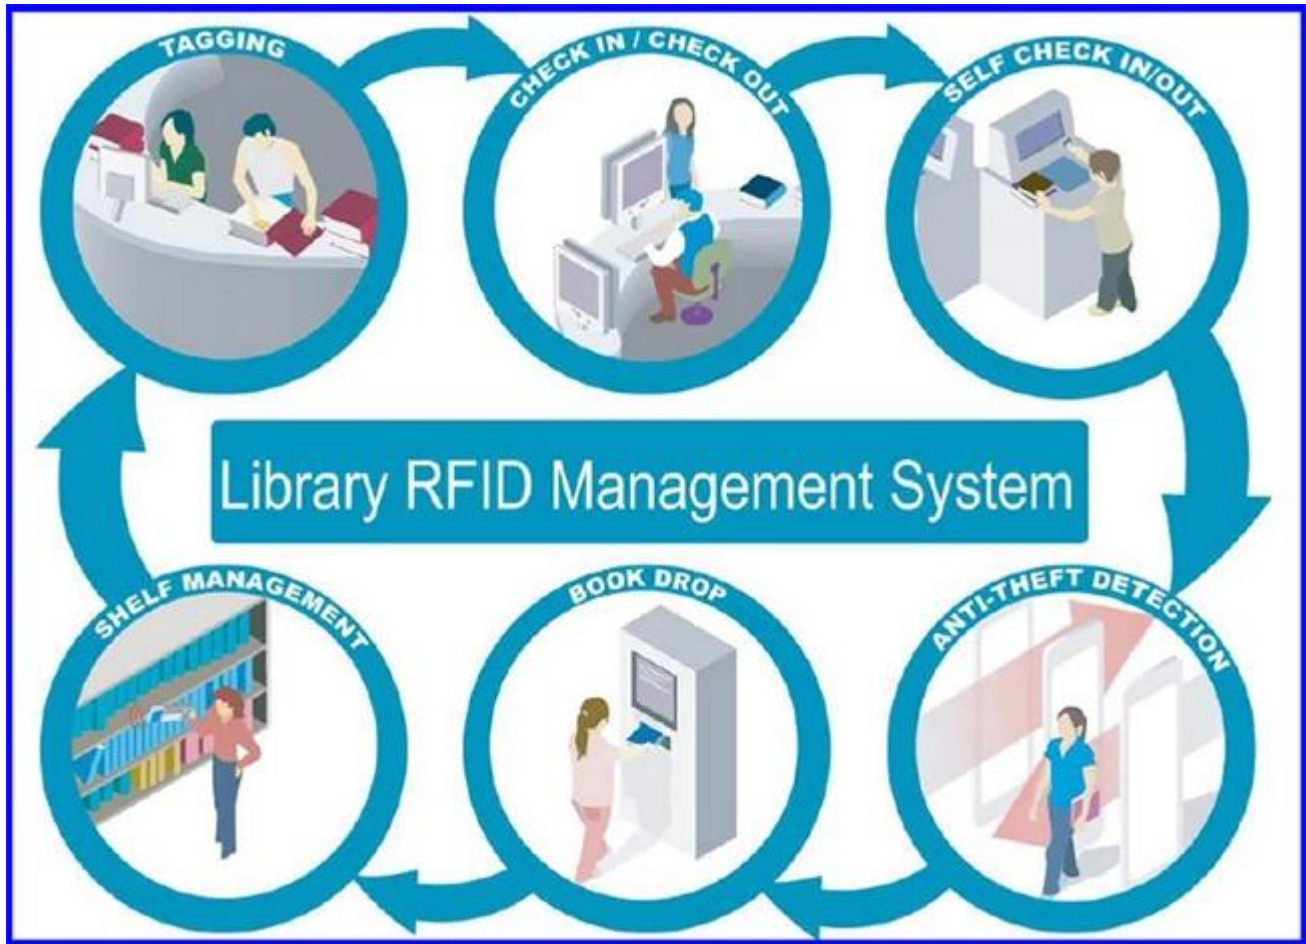 TAGGING
CHECK IN / CHECK OUT
SELF CHECK IN/OUT
Library RFID Management System
SHELF MANAGEMENT
BOOK DROP
ANTI-THEFT DETECTION